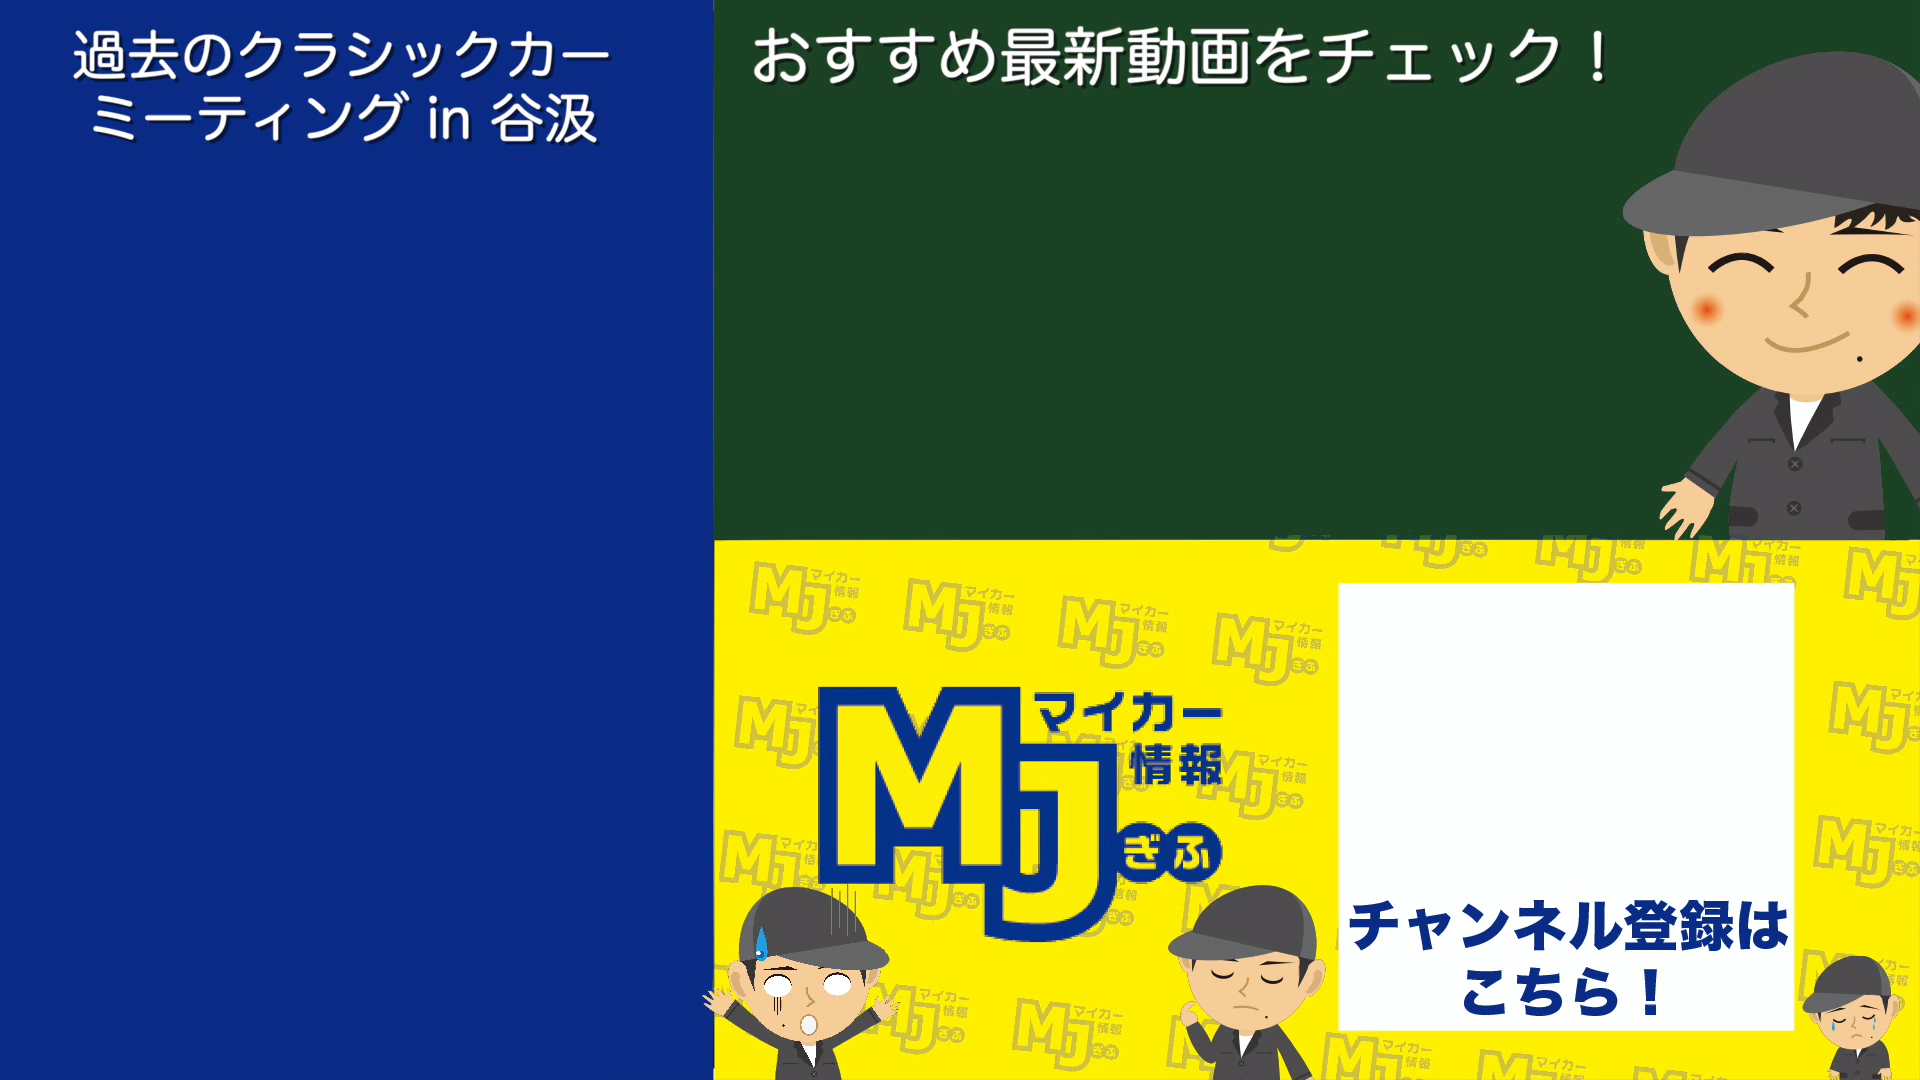 過去のクラシックカー
ミーティング in 谷汲
おすすめ最新動画をチェック！
MJ
マイカー
情報
ぎふ
チャンネル登録は
こちら！